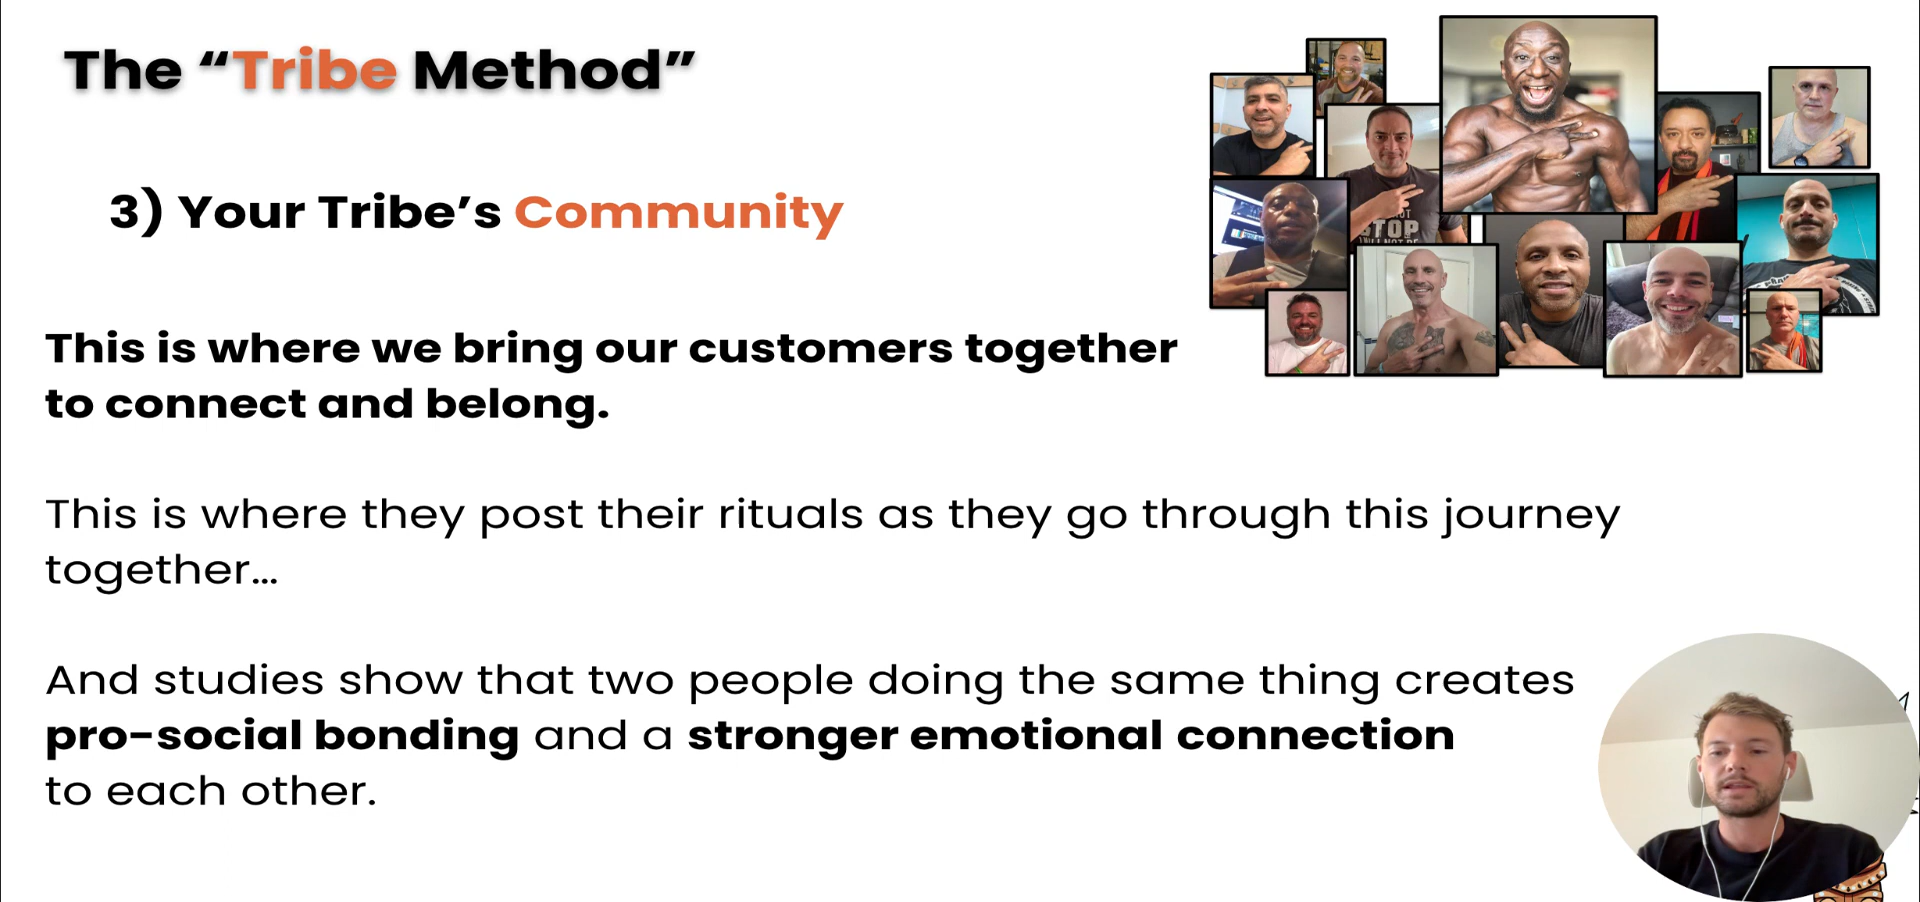 The “Tribe Method”
3) Your Tribe’s Community
This is where we bring our customers together
to connect and belong.
This is where they post their rituals as they go through this journey
together...
And studies show that two people doing the same thing creates
pro-social bonding and a stronger emotional connection
to each other.
STOP